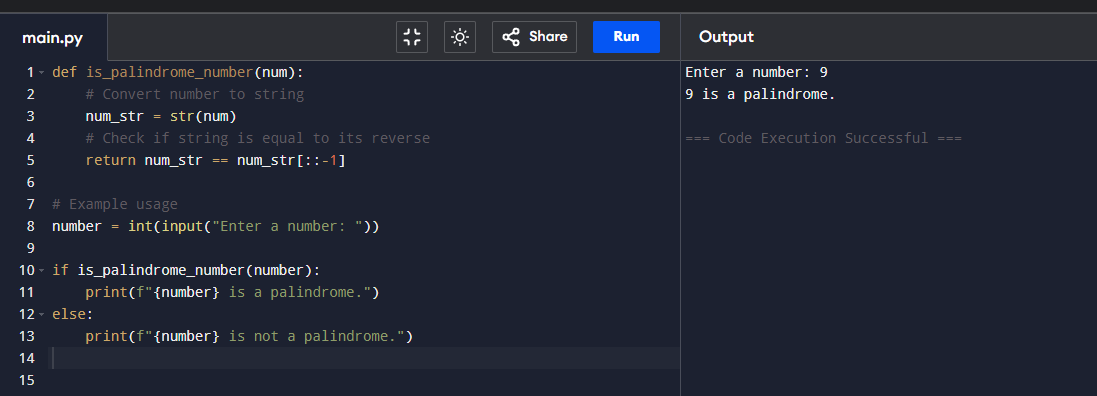 main.py
Share
Run
Output
1 def is_palindrome_number(num):
2     # Convert number to string
3     num_str = str(num)
4     # Check if string is equal to its reverse
5     return num_str == num_str[::-1]
6
7 # Example usage
8 number = int(input("Enter a number: "))
9
10 if is_palindrome_number(number):
11     print(f"{number} is a palindrome.")
12 else:
13     print(f"{number} is not a palindrome.")
14
15
Enter a number: 9
9 is a palindrome.
=== Code Execution Successful ===